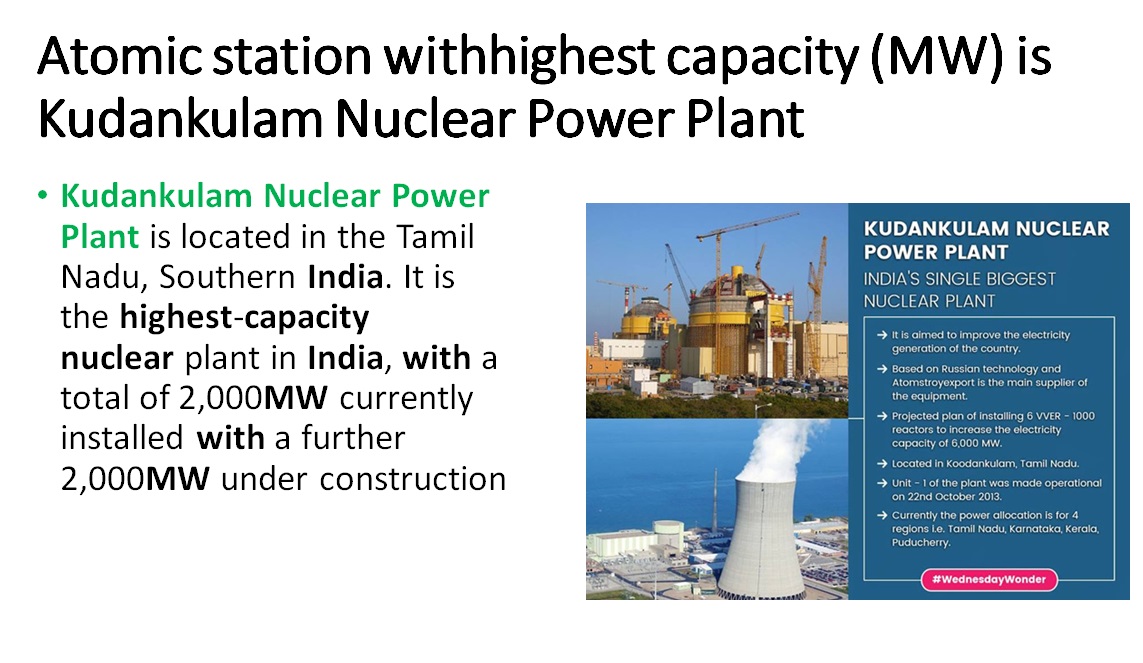 Atomic station withhighest capacity (MW) is
Kudankulam Nuclear Power Plant
• Kudankulam Nuclear Power
Plant is located in the Tamil
Nadu, Southern India. It is
the highest-capacity
nuclear plant in India, with a
total of 2,000MW currently
installed with a further
2,000MW under construction
KUDANKULAM NUCLEAR
POWER PLANT
INDIA'S SINGLE BIGGEST
NUCLEAR PLANT
→ It is aimed to improve the electricity
generation of the country.
→ Based on Russian technology and
Atomstroyexport is the main supplier of
the equipment.
→ Projected plan of installing 6 VVER - 1000
reactors to increase the electricity
capacity of 6,000 MW.
→ Located in Koodankulam, Tamil Nadu.
→ Unit - 1 of the plant was made operational
on 22nd October 2013.
→ Currently the power allocation is for 4
regions i.e. Tamil Nadu, Karnataka, Kerala,
Puducherry.
#WednesdayWonder